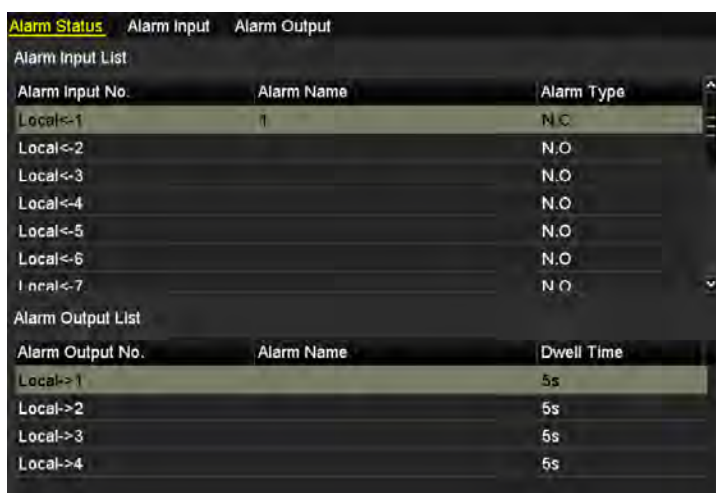 Alarm Status Alarm Input Alarm Output
Alarm Input List
Alarm Input No. Alarm Name Alarm Type
Local<-1 1 N.C
Local<-2 N.O
Local<-3 N.O
Local<-4 N.O
Local<-5 N.O
Local<-6 N.O
Local<-7 N.O
Alarm Output List
Alarm Output No. Alarm Name Dwell Time
Local->1 5s
Local->2 5s
Local->3 5s
Local->4 5s